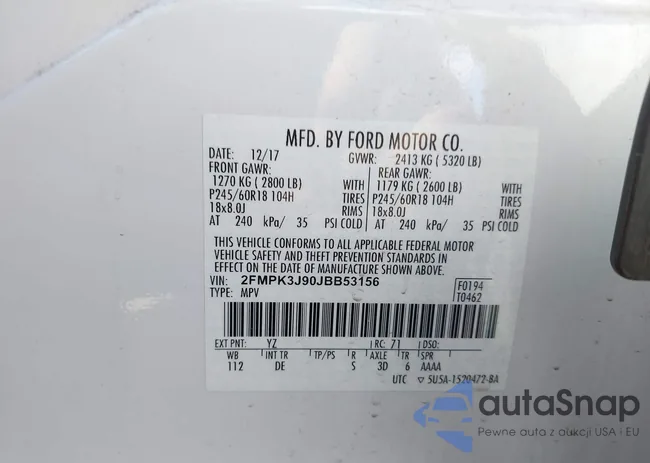 MFD. BY FORD MOTOR CO.
DATE: 12/17 GVWR: 2413 KG ( 5320 LB)
FRONT GAWR: REAR GAWR:
1270 KG ( 2800 LB) WITH 1179 KG ( 2600 LB) WITH
P245/60R18 104H TIRES P245/60R18 104H TIRES
18x8.0J RIMS 18x8.0J RIMS
AT 240 kPa/ 35 PSI COLD AT 240 kPa/ 35 PSI COLD
THIS VEHICLE CONFORMS TO ALL APPLICABLE FEDERAL MOTOR
VEHICLE SAFETY AND THEFT PREVENTION STANDARDS IN
EFFECT ON THE DATE OF MANUFACTURE SHOWN ABOVE.
VIN: 2FMPK3J90JBB53156 F0194
TYPE: MPV T0462
EXT PNT: YZ RC: 71 DSO:
WB INT TR TP/PS R AXLE TR SPR
112 DE S 3D 6 AAAA
UTC ▽ 5U5A-1520472-BA
autoSnap
Pewne auta z aukcji USA i EU